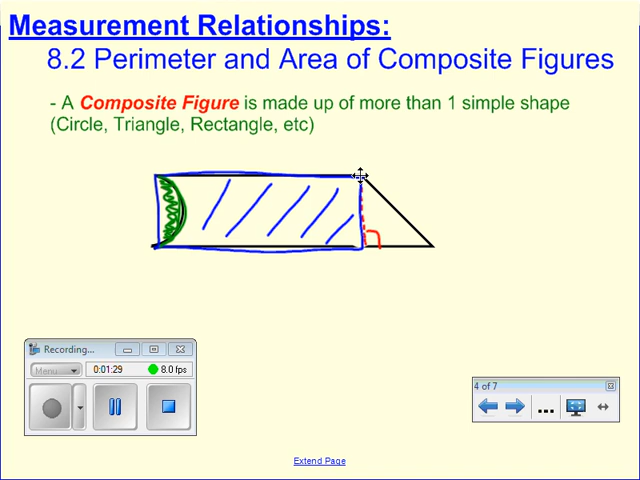 Measurement Relationships:
8.2 Perimeter and Area of Composite Figures
- A Composite Figure is made up of more than 1 simple shape
(Circle, Triangle, Rectangle, etc)
Recording...
Menu
0:01:29
8.0 fps
4 of 7
...
Extend Page